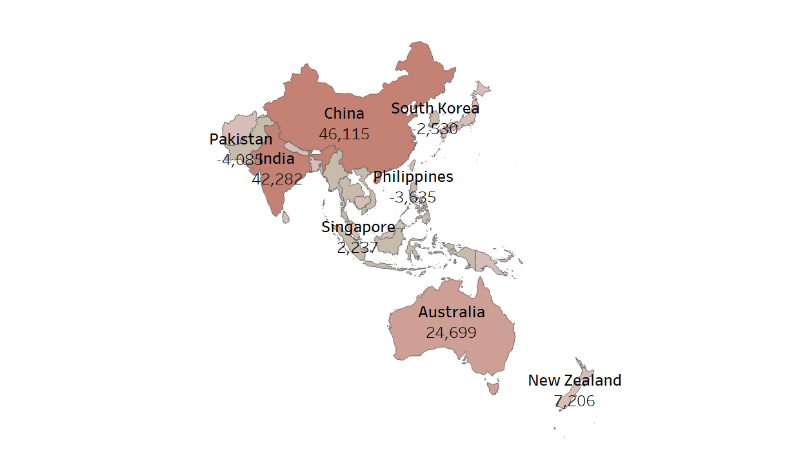 China
46,115
South Korea
-2,530
Pakistan
-4,085
India
42,282
Philippines
-3,635
Singapore
2,237
Australia
24,699
New Zealand
7,206